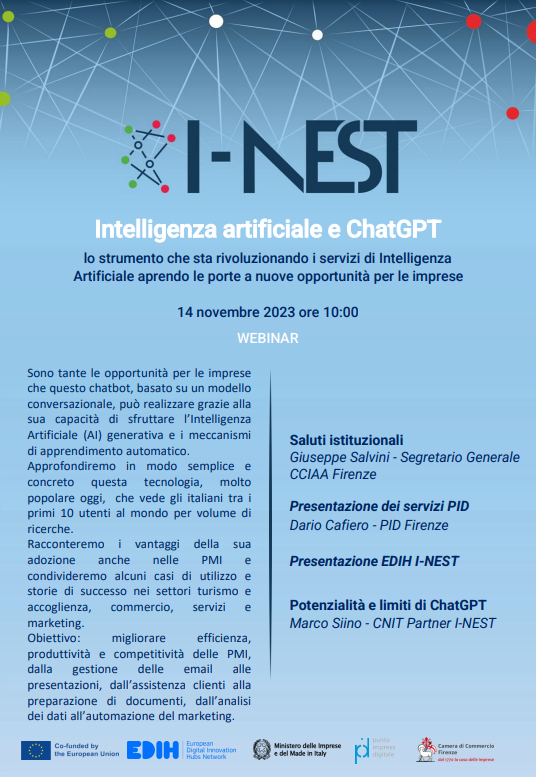 I-NEST
Intelligenza artificiale e ChatGPT
lo strumento che sta rivoluzionando i servizi di Intelligenza
Artificiale aprendo le porte a nuove opportunità per le imprese
14 novembre 2023 ore 10:00
WEBINAR
Sono tante le opportunità per le imprese
che questo chatbot, basato su un modello
conversazionale, può realizzare grazie alla
sua capacità di sfruttare l'Intelligenza
Artificiale (AI) generativa e i meccanismi
di apprendimento automatico.
Approfondiremo in modo semplice e
concreto questa tecnologia, molto
popolare oggi, che vede gli italiani tra i
primi 10 utenti al mondo per volume di
ricerche.
Racconteremo i vantaggi della sua
adozione anche nelle PMI e
condivideremo alcuni casi di utilizzo e
storie di successo nei settori turismo e
accoglienza, commercio, servizi e
marketing.
Obiettivo: migliorare efficienza,
produttività e competitività delle PMI,
dalla gestione delle email alle
presentazioni, dall'assistenza clienti alla
preparazione di documenti, dall'analisi
dei dati all'automazione del marketing.
Saluti istituzionali
Giuseppe Salvini - Segretario Generale
CCIAA Firenze
Presentazione dei servizi PID
Dario Cafiero - PID Firenze
Presentazione EDIH I-NEST
Potenzialità e limiti di ChatGPT
Marco Siino - CNIT Partner I-NEST
Co-funded by
the European Union
EDIH
European
Digital Innovation
Hubs Network
Ministero delle Imprese
e del Made in Italy
punto
impresa
digitale
Camera di Commercio
Firenze
dal 1770 la casa delle imprese